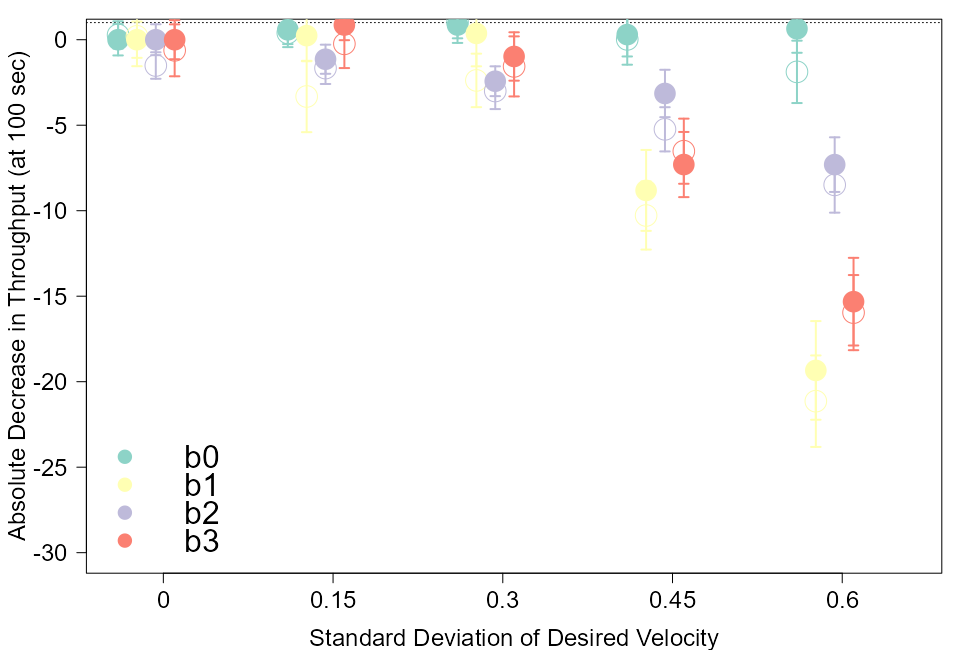 Absolute Decrease in Throughput (at 100 sec)
0
-5
-10
-15
-20
-25
-30
b0
b1
b2
b3
0 0.15 0.3 0.45 0.6
Standard Deviation of Desired Velocity